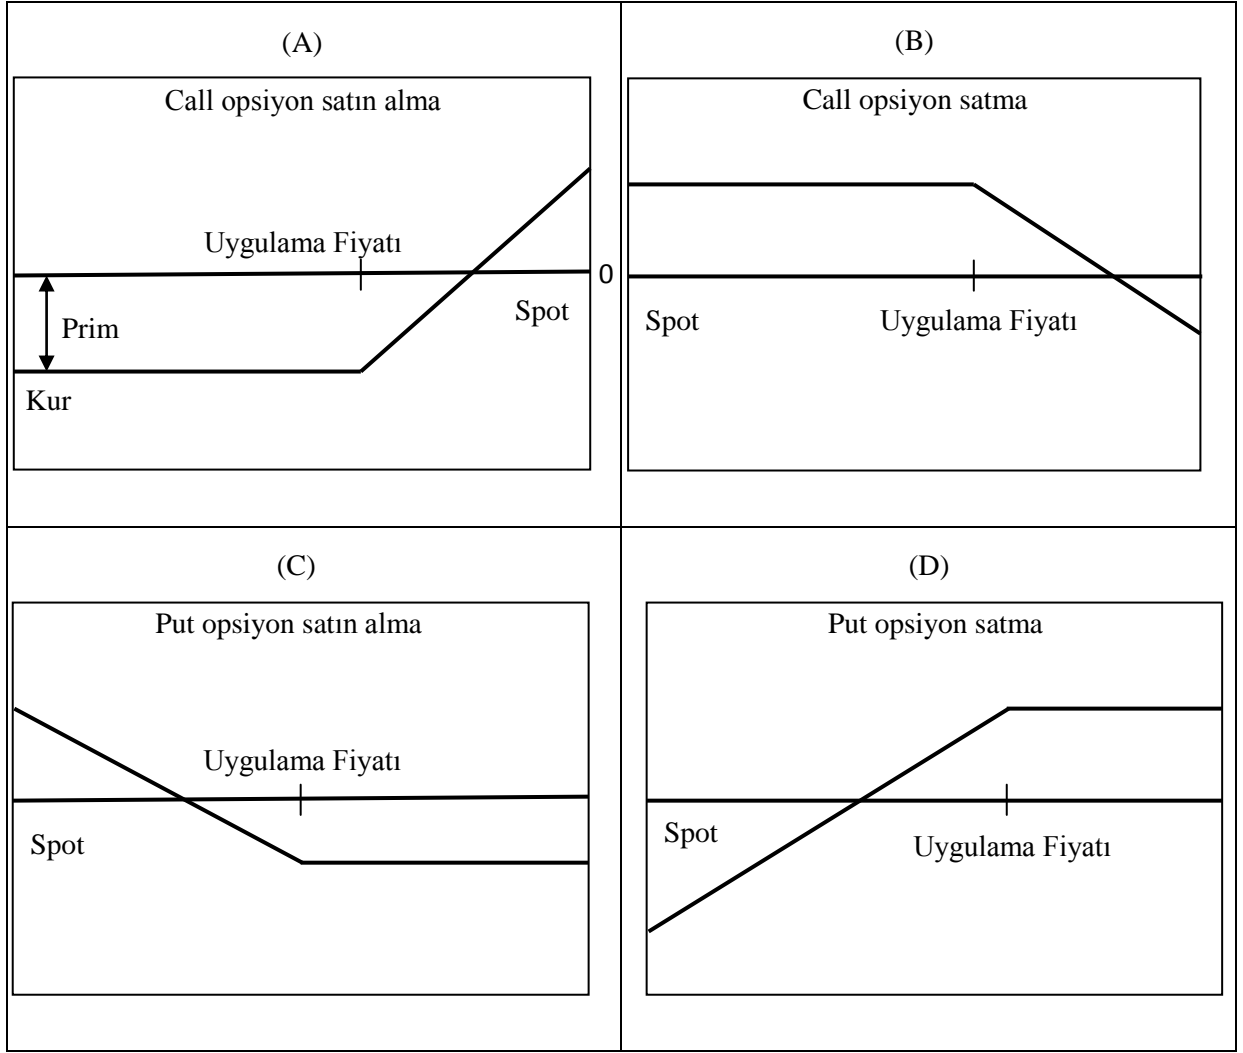 (A)
Call opsiyon satın alma
Uygulama Fiyatı
0
Spot
Prim
Kur
(B)
Call opsiyon satma
Spot
Uygulama Fiyatı
(C)
Put opsiyon satın alma
Uygulama Fiyatı
Spot
(D)
Put opsiyon satma
Spot
Uygulama Fiyatı